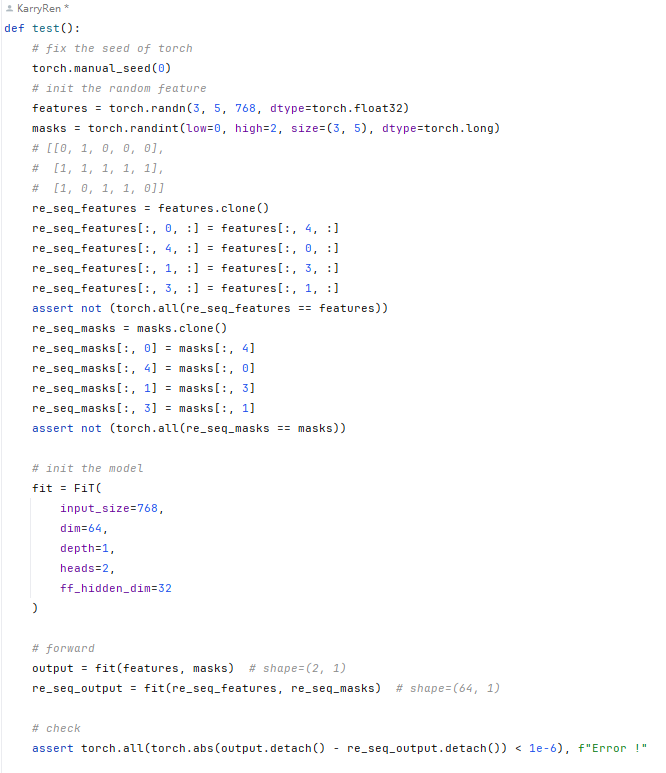 KarryRen *
def test():
    # fix the seed of torch
    torch.manual_seed(0)
    # init the random feature
    features = torch.randn(3, 5, 768, dtype=torch.float32)
    masks = torch.randint(low=0, high=2, size=(3, 5), dtype=torch.long)
    # [[0, 1, 0, 0, 0],
    #  [1, 1, 1, 1, 1],
    #  [1, 0, 1, 1, 0]]
    re_seq_features = features.clone()
    re_seq_features[:, 0, :] = features[:, 4, :]
    re_seq_features[:, 4, :] = features[:, 0, :]
    re_seq_features[:, 1, :] = features[:, 3, :]
    re_seq_features[:, 3, :] = features[:, 1, :]
    assert not (torch.all(re_seq_features == features))
    re_seq_masks = masks.clone()
    re_seq_masks[:, 0] = masks[:, 4]
    re_seq_masks[:, 4] = masks[:, 0]
    re_seq_masks[:, 1] = masks[:, 3]
    re_seq_masks[:, 3] = masks[:, 1]
    assert not (torch.all(re_seq_masks == masks))

    # init the model
    fit = FiT(
        input_size=768,
        dim=64,
        depth=1,
        heads=2,
        ff_hidden_dim=32
    )

    # forward
    output = fit(features, masks)  # shape=(2, 1)
    re_seq_output = fit(re_seq_features, re_seq_masks)  # shape=(64, 1)

    # check
    assert torch.all(torch.abs(output.detach() - re_seq_output.detach()) < 1e-6), f"Error !"